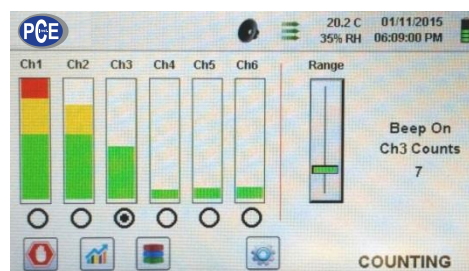 PCE
20.2 C 01/11/2015
35% RH 06:09:00 PM
Ch1 Ch2 Ch3 Ch4 Ch5 Ch6 Range
Beep On
Ch3 Counts
7
COUNTING